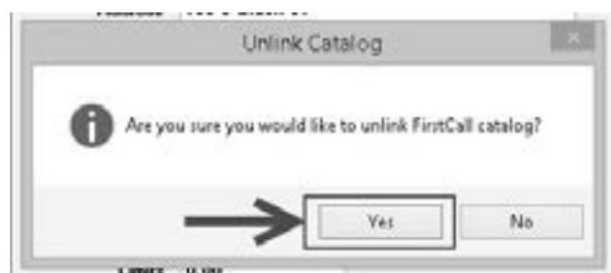 Unlink Catalog
Are you sure you would like to unlink FirstCall catalog?
Yes
No